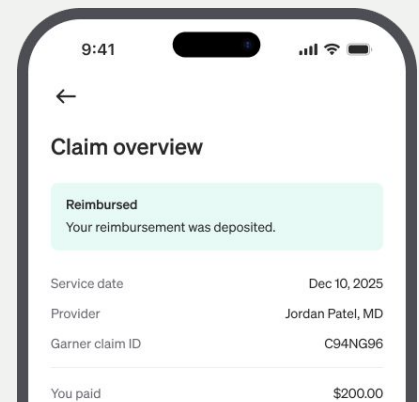 9:41
Claim overview
Reimbursed
Your reimbursement was deposited.
Service date Dec 10, 2025
Provider Jordan Patel, MD
Garner claim ID C94NG96
You paid $200.00